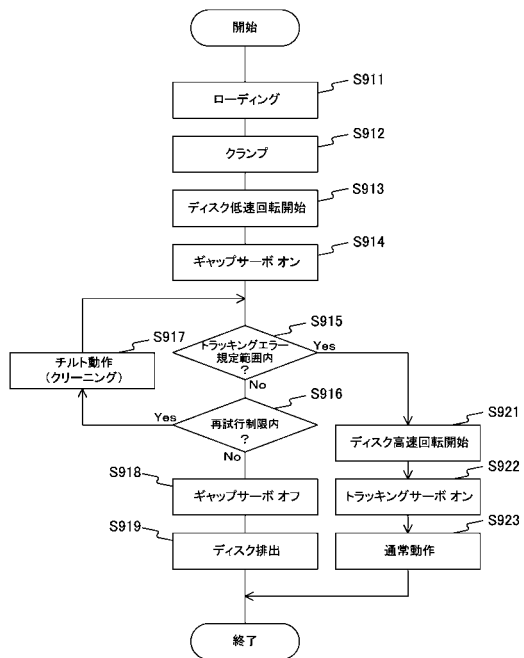 開始
S911
ローディング
S912
クランプ
S913
ディスク低速回転開始
S914
ギャップサーボ オン
S915
トラッキングエラー
規定範囲内
?
Yes
No
S917
チルト動作
(クリーニング)
S916
再試行制限内
?
Yes
No
S918
ギャップサーボ オフ
S919
ディスク排出
S921
ディスク高速回転開始
S922
トラッキングサーボ オン
S923
通常動作
終了